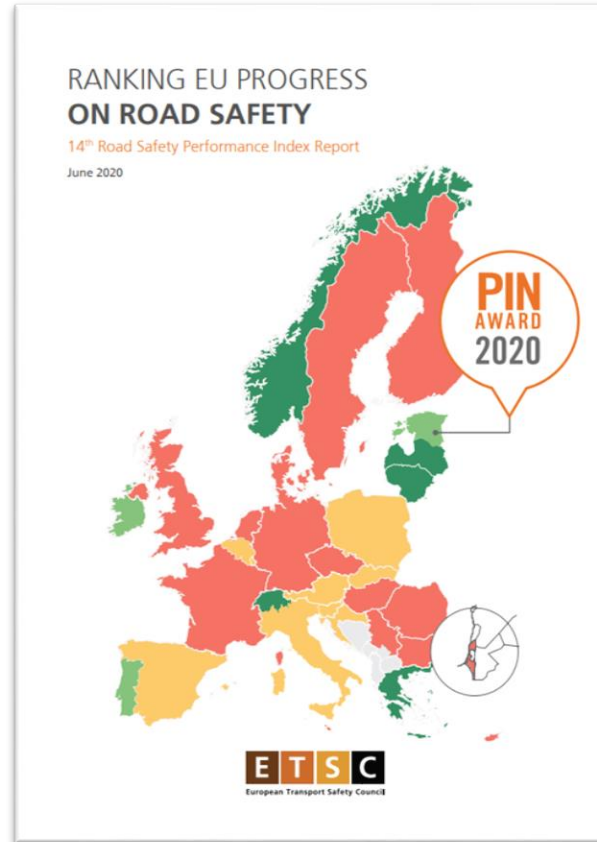 RANKING EU PROGRESS
ON ROAD SAFETY
14th Road Safety Performance Index Report
June 2020
PIN
AWARD
2020
E T S C
European Transport Safety Council